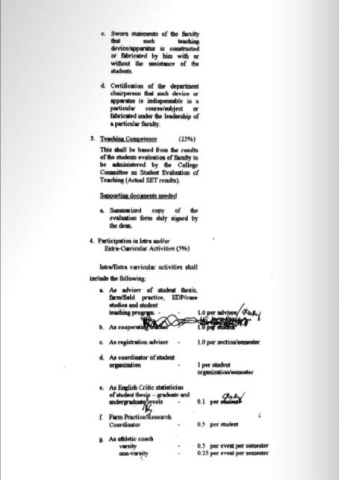 c. Sworn statements of the faculty
that such teaching
device/apparatus is constructed
or fabricated by him with or
without the assistance of the
students.
d. Certification of the department
chairperson that such device or
apparatus is indispensable in a
particular course/subject or
fabricated under the leadership of
a particular faculty.
3. Teaching Competence (25%)
This shall be based from the results
of the students evaluation of faculty to
be administered by the College
Committee on Student Evaluation of
Teaching (Actual SET results).
Supporting documents needed
a. Summarized copy of the
evaluation form duly signed by
the dean.
4. Participation in Intra and/or
Extra-Curricular Activities (5%)
Intra/Extra curricular activities shall
include the following.
a. As adviser of student thesis,
farm/field practice, EDP/case
studies and student
teaching program. - 1.0 per advisee/
b. As cooperating 1.0 per student
c. As registration adviser - 1.0 per section/semester
d. As coordinator of student
organization - 1 per student
organization/semester
e. As English Critic statistician
of student thesis – graduate and
undergraduate levels - 0.1 per
f. Farm Practice/Research
Coordinator - 0.5 per student
g. As athletic coach
varsity - 0.5 per event per semester
non-varsity - 0.25 per event per semester